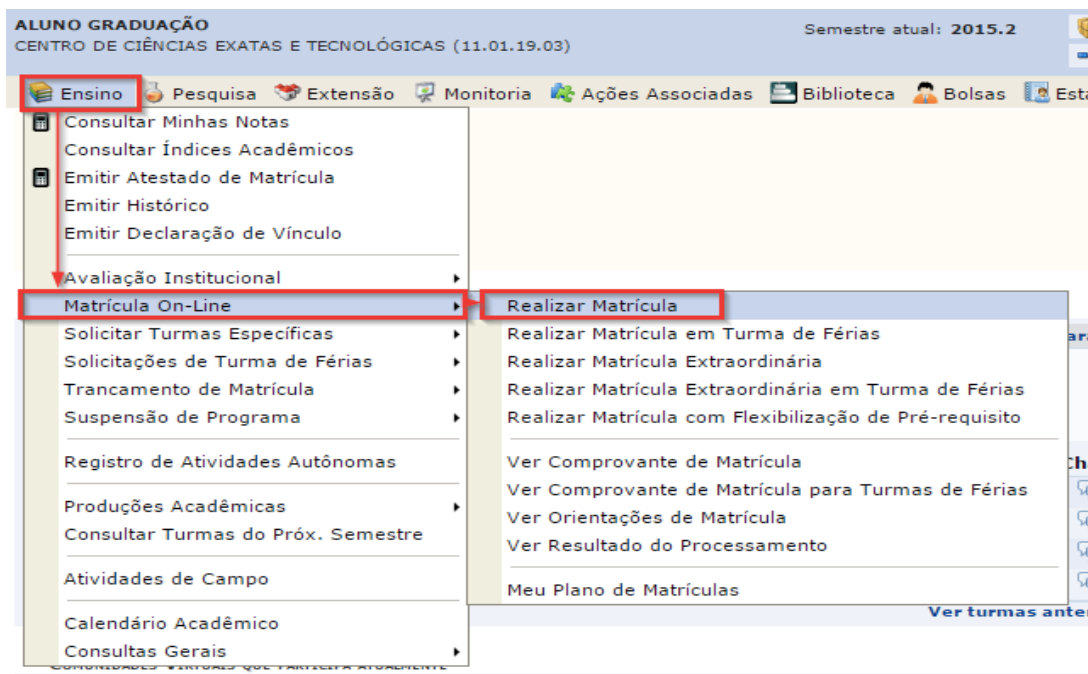 ALUNO GRADUAÇÃO
CENTRO DE CIÊNCIAS EXATAS E TECNOLÓGICAS (11.01.19.03)
Semestre atual: 2015.2
Ensino Pesquisa Extensão Monitoria Ações Associadas Biblioteca Bolsas Está
Consultar Minhas Notas
Consultar Índices Acadêmicos
Emitir Atestado de Matrícula
Emitir Histórico
Emitir Declaração de Vínculo
Avaliação Institucional
Matrícula On-Line
Solicitar Turmas Específicas
Solicitações de Turma de Férias
Trancamento de Matrícula
Suspensão de Programa
Registro de Atividades Autônomas
Produções Acadêmicas
Consultar Turmas do Próx. Semestre
Atividades de Campo
Calendário Acadêmico
Consultas Gerais
Realizar Matrícula
Realizar Matrícula em Turma de Férias
Realizar Matrícula Extraordinária
Realizar Matrícula Extraordinária em Turma de Férias
Realizar Matrícula com Flexibilização de Pré-requisito
Ver Comprovante de Matrícula
Ver Comprovante de Matrícula para Turmas de Férias
Ver Orientações de Matrícula
Ver Resultado do Processamento
Meu Plano de Matrículas
Ver turmas ante